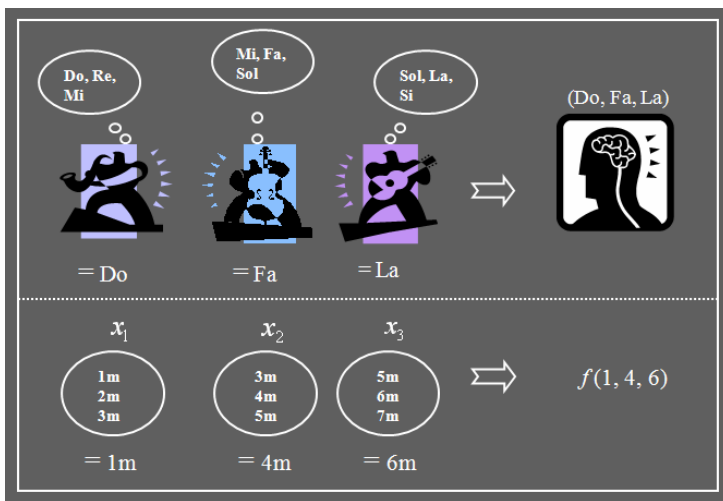 Do, Re,
Mi
Mi, Fa,
Sol
Sol, La,
Si
(Do, Fa, La)
= Do
= Fa
= La
x₁
x₂
x₃
1m
2m
3m
3m
4m
5m
5m
6m
7m
f (1, 4, 6)
= 1m
= 4m
= 6m